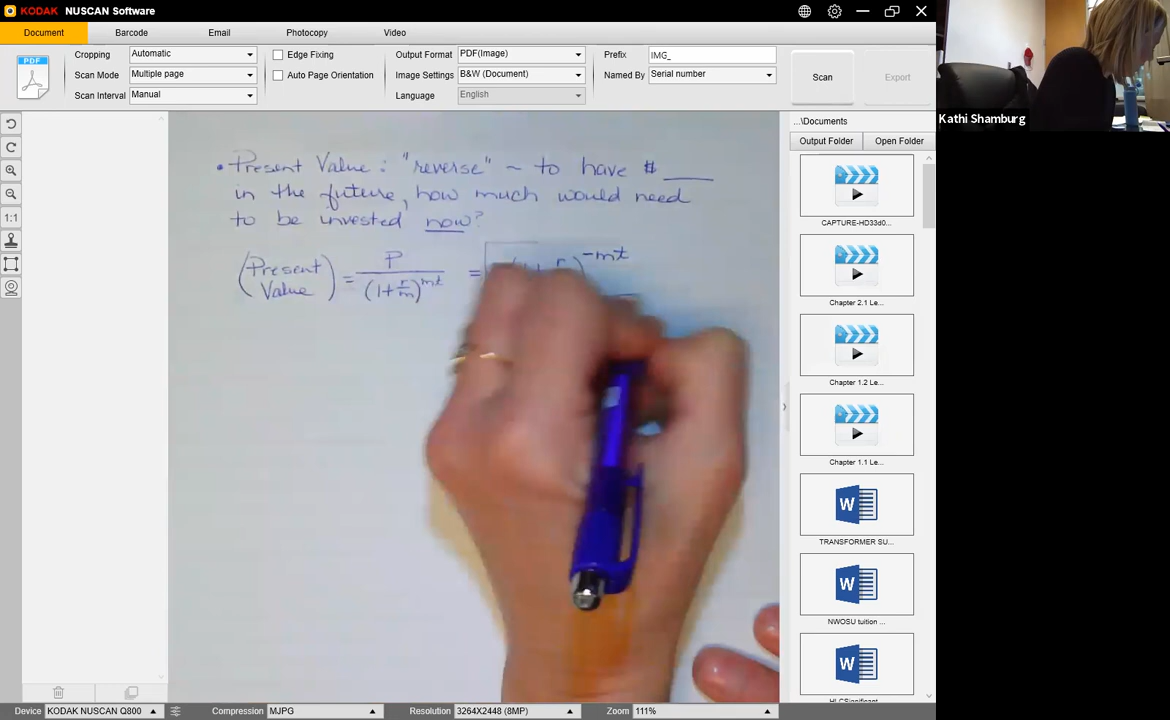 KODAK NUSCAN Software
Document Barcode Email Photocopy Video
PDF
Cropping Automatic
Scan Mode Multiple page
Scan Interval Manual
Edge Fixing
Auto Page Orientation
Output Format PDF(Image)
Image Settings B&W (Document)
Language English
Prefix IMG_
Named By Serial number
Scan
Export
Kathi Shamburg
...\Documents
Output Folder Open Folder
1:1
• Present Value: "reverse" ~ to have $____
in the future, how much would need
to be invested now?
(Present Value) = P / (1+r/m)^mt = (1+r )^-mt
CAPTURE-HD33d0...
Chapter 2.1 Le...
Chapter 1.2 Le...
Chapter 1.1 Le...
W
TRANSFORMER SU...
W
NWOSU tuition ...
W
Device KODAK NUSCAN Q800 Compression MJPG Resolution 3264X2448 (8MP) Zoom 111%